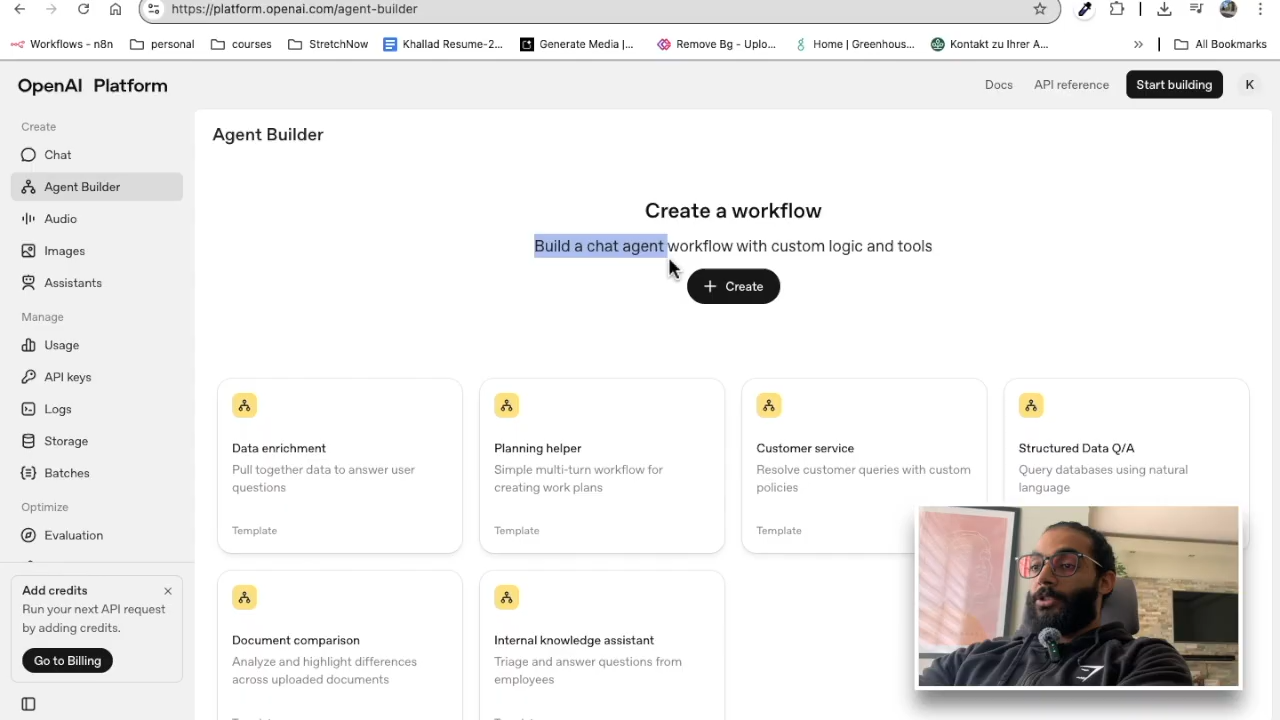 https://platform.openai.com/agent-builder
Workflows - n8n
personal
courses
StretchNow
Khallad Resume-2...
Generate Media |...
Remove Bg - Uplo...
Home | Greenhous...
Kontakt zu Ihrer A...
»
All Bookmarks
OpenAI Platform
Docs
API reference
Start building
K
Create
Chat
Agent Builder
Audio
Images
Assistants
Manage
Usage
API keys
Logs
Storage
Batches
Optimize
Evaluation
Add credits
Run your next API request
by adding credits.
Go to Billing
Agent Builder
Create a workflow
Build a chat agent workflow with custom logic and tools
+ Create
Data enrichment
Pull together data to answer user
questions
Template
Planning helper
Simple multi-turn workflow for
creating work plans
Template
Customer service
Resolve customer queries with custom
policies
Template
Structured Data Q/A
Query databases using natural
language
Document comparison
Analyze and highlight differences
across uploaded documents
Internal knowledge assistant
Triage and answer questions from
employees